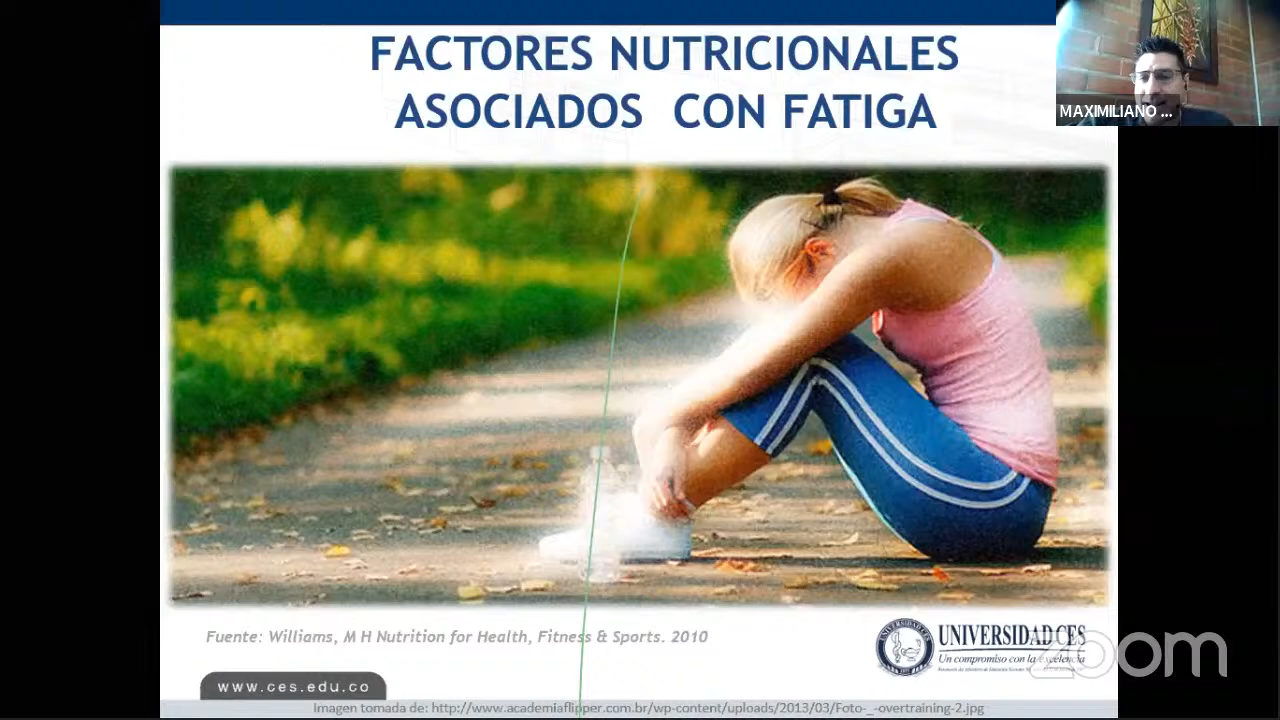 FACTORES NUTRICIONALES
ASOCIADOS CON FATIGA
MAXIMILIANO ...
Fuente: Williams, M H Nutrition for Health, Fitness & Sports. 2010
UNIVERSIDAD CES
Un compromiso con la excelencia
zoom
www.ces.edu.co
Imagen tomada de: http://www.academiaflipper.com.br/wp-content/uploads/2013/03/Foto-_-overtraining-2.jpg